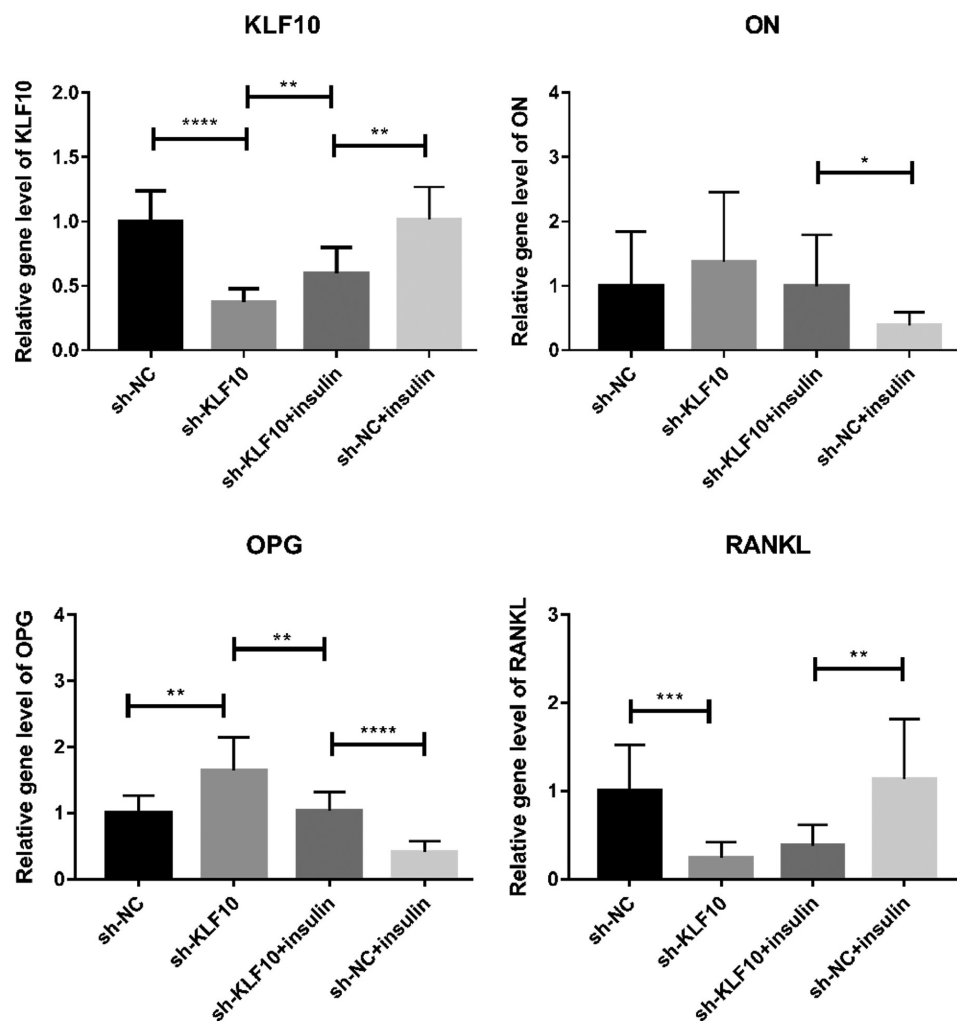 KLF10
Relative gene level of KLF10
2.0
1.5
1.0
0.5
0.0
****
**
**
sh-NC
sh-KLF10
sh-KLF10+insulin
sh-NC+insulin
ON
Relative gene level of ON
4
3
2
1
0
*
sh-NC
sh-KLF10
sh-KLF10+insulin
sh-NC+insulin
OPG
Relative gene level of OPG
4
3
2
1
0
**
**
****
sh-NC
sh-KLF10
sh-KLF10+insulin
sh-NC+insulin
RANKL
Relative gene level of RANKL
3
2
1
0
***
**
sh-NC
sh-KLF10
sh-KLF10+insulin
sh-NC+insulin